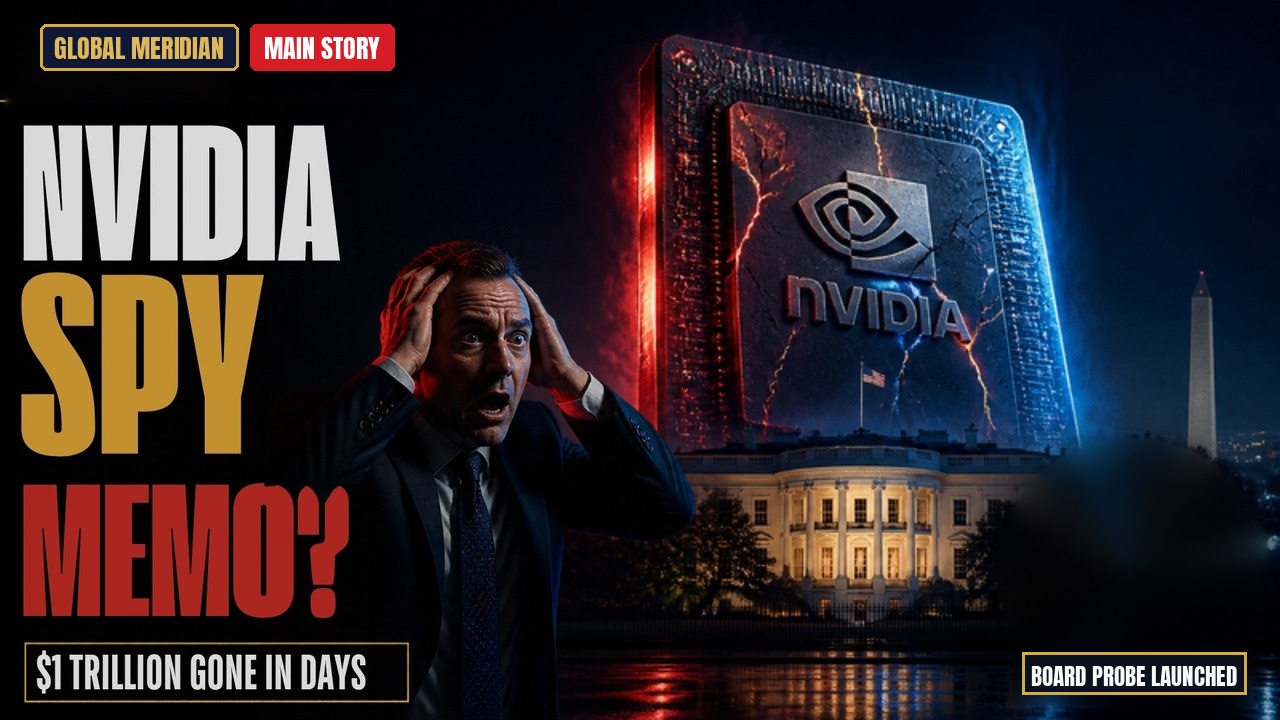 GLOBAL MERIDIAN
MAIN STORY
NVIDIA
SPY
MEMO?
$1 TRILLION GONE IN DAYS
nVIDIA
BOARD PROBE LAUNCHED